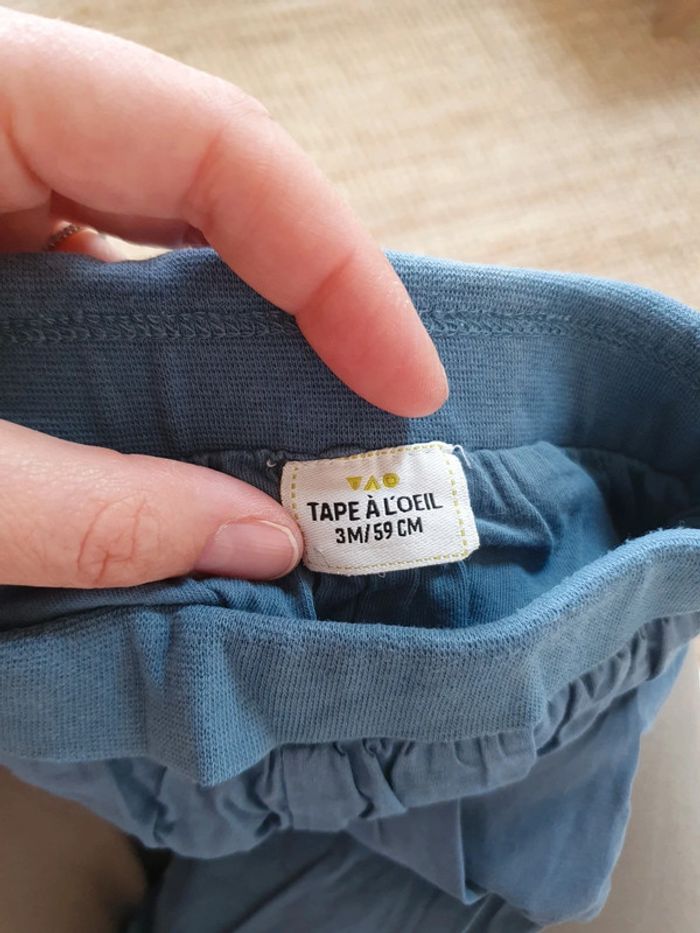 TAPE À L'OEIL
3M/59 CM